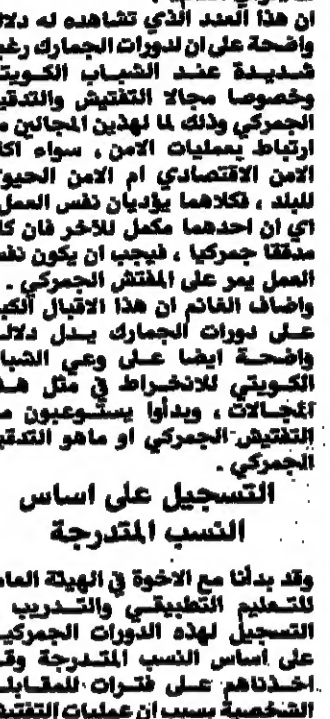 ان هذا العدد الذي تشاهده له دلالة
واضحة على ان لدورات الجمارك رغبة
شديدة عند الشباب الكويتي
وخصوصا مجالا التفتيش والتدقيق
الجمركي وذلك لما لهذين المجالين من
ارتباط بعمليات الامن ، سواء اكان
الامن الاقتصادي ام الامن الحيوي
للبلد ، فكلاهما يؤديان نفس العمل
اي ان احدهما مكمل للآخر فان كان
مدققا جمركيا ، فيجب ان يكون نفس
العمل يمر على المفتش الجمركي .
واضاف الغانم ان هذا الاقبال الكبير
على دورات الجمارك يدل دلالة
واضحة ايضا على وعي الشباب
الكويتي للانخراط في مثل هذه
المجالات ، وبدأوا يستوعبون ما
التفتيش الجمركي او ماهو التدقيق
الجمركي .
التسجيل على اساس
النسب المتدرجة
وقد بدأنا مع الاخوة في الهيئة العامة
للتعليم التطبيقي والتدريب
التسجيل لهذه الدورات الجمركية
على أساس النسب المتدرجة وقد
اخذناهم على فترات للمقابلة
الشخصية بسبب ان عمليات التفتيش